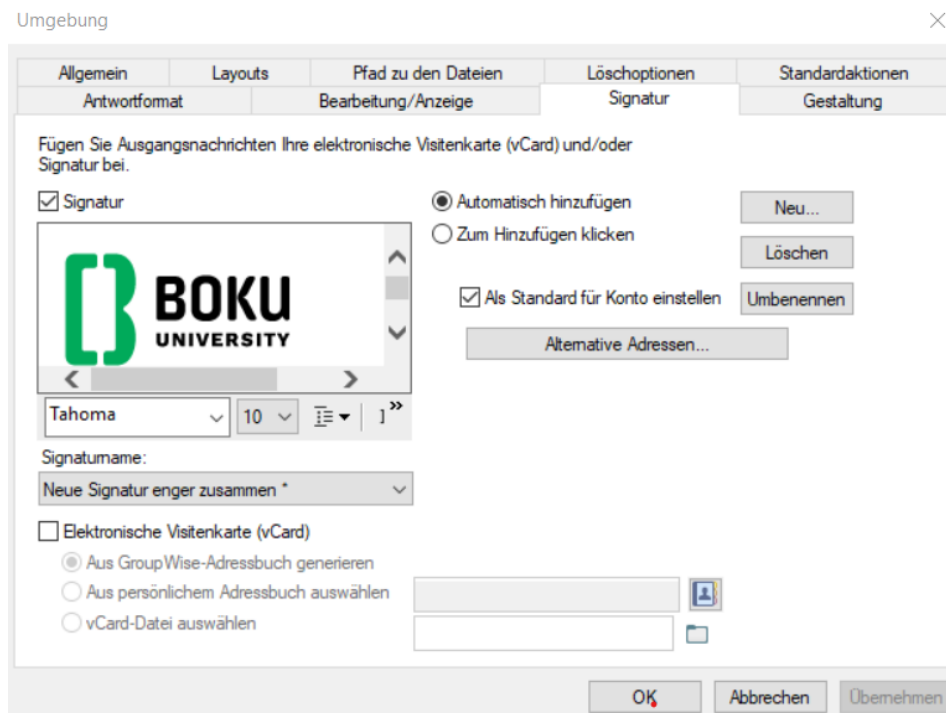 Umgebung
Allgemein Layouts Pfad zu den Dateien Löschoptionen Standardaktionen
Antwortformat Bearbeitung/Anzeige Signatur Gestaltung
Fügen Sie Ausgangsnachrichten Ihre elektronische Visitenkarte (vCard) und/oder
Signatur bei.
Signatur
Automatisch hinzufügen
Neu...
Zum Hinzufügen klicken
Löschen
BOKU
UNIVERSITY
Als Standard für Konto einstellen
Umbenennen
Alternative Adressen...
Tahoma 10
Signaturname:
Neue Signatur enger zusammen *
Elektronische Visitenkarte (vCard)
Aus GroupWise-Adressbuch generieren
Aus persönlichem Adressbuch auswählen
vCard-Datei auswählen
OK Abbrechen Übernehmen